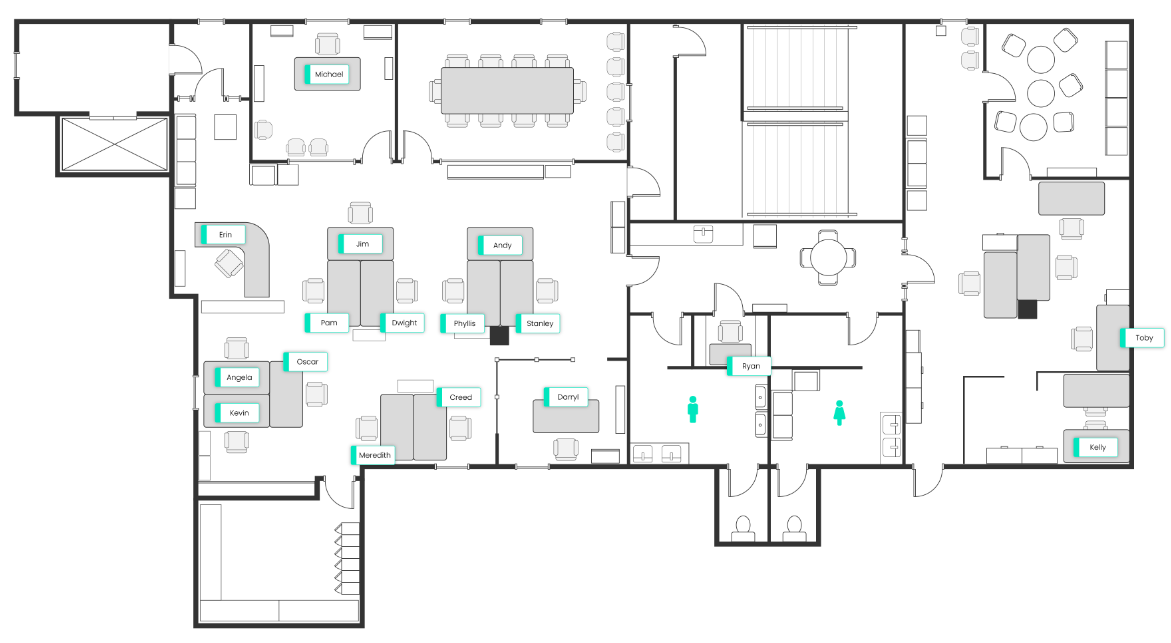 Michael
Erin
Jim
Andy
Pam
Dwight
Phyllis
Stanley
Toby
Oscar
Ryan
Angela
Kevin
Creed
Darryl
Meredith
Kelly